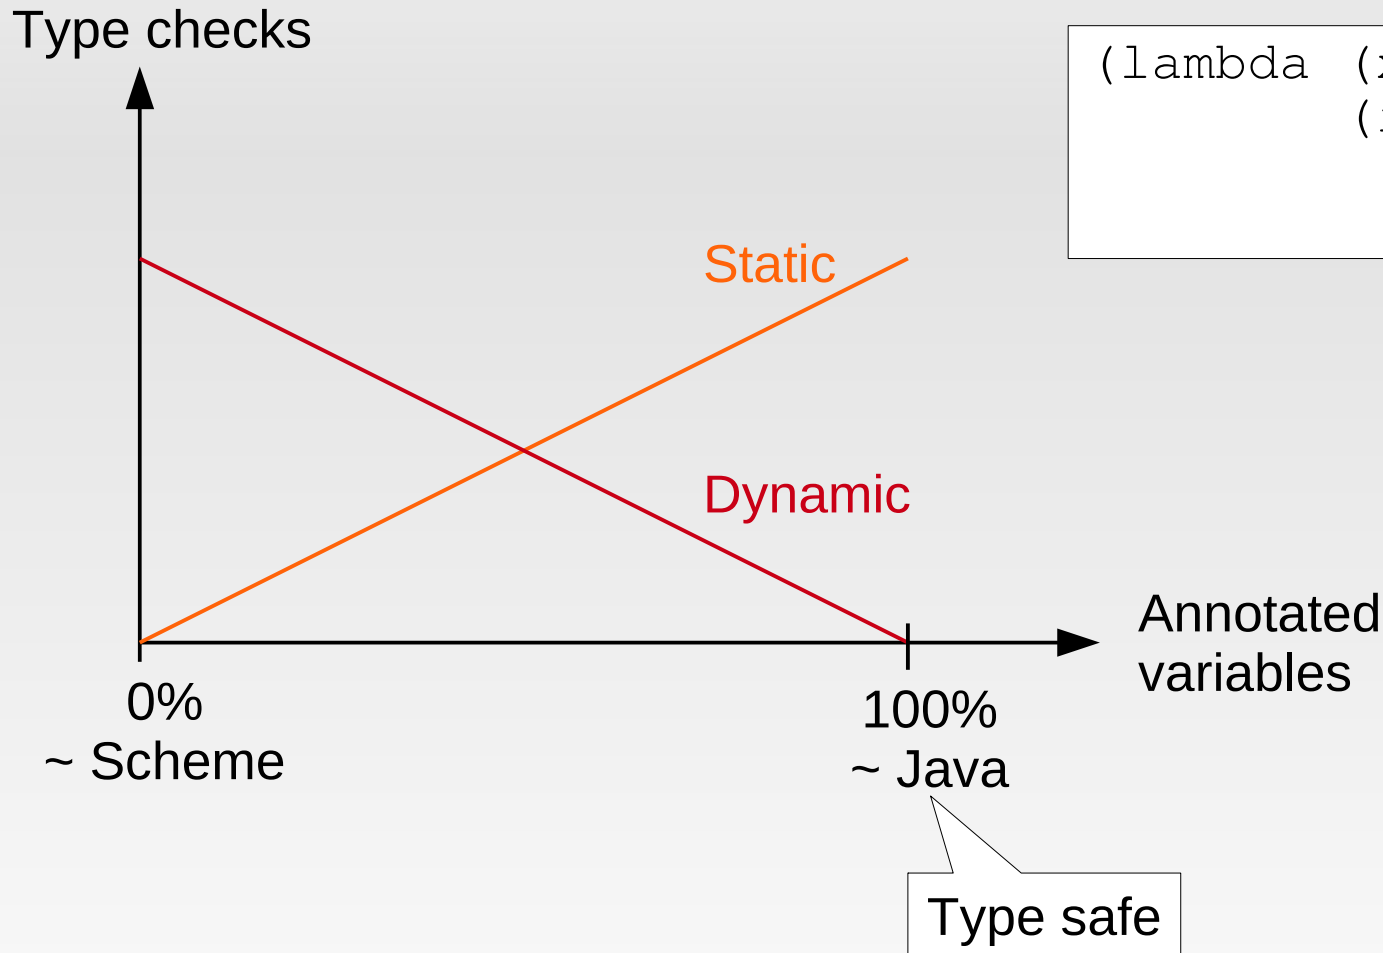 Type checks
(lambda
Static
Dynamic
Annotated
variables
0%
~ Scheme
100%
~ Java
Type safe